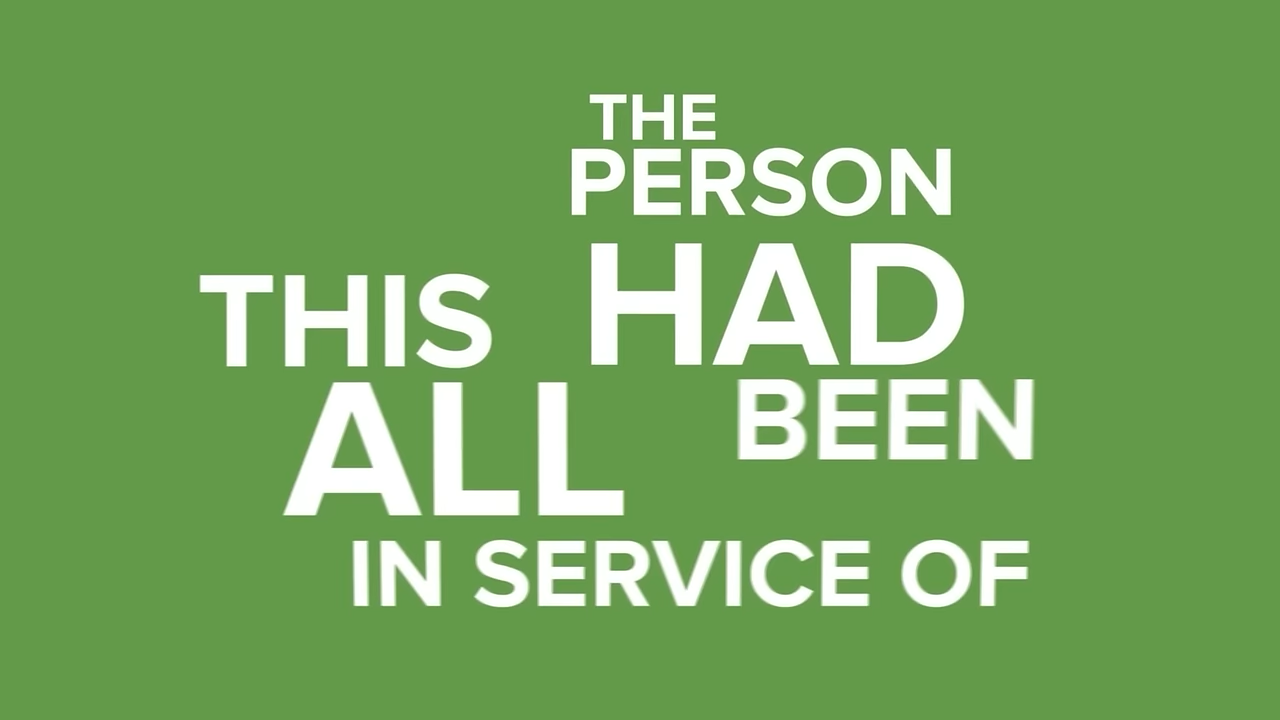 THE
PERSON
THIS HAD
ALL BEEN
IN SERVICE OF